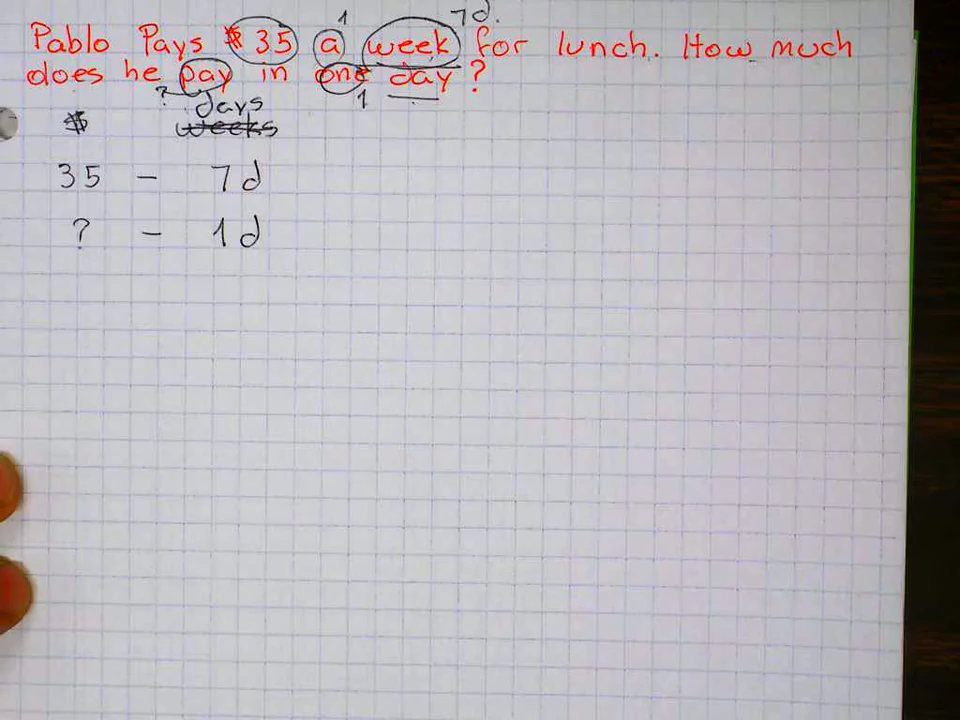 1 7d.
Pablo Pays $ 35 a week for lunch. How much
does he pay in one day ?
? days 1
$ weeks
35 - 7d
? - 1d